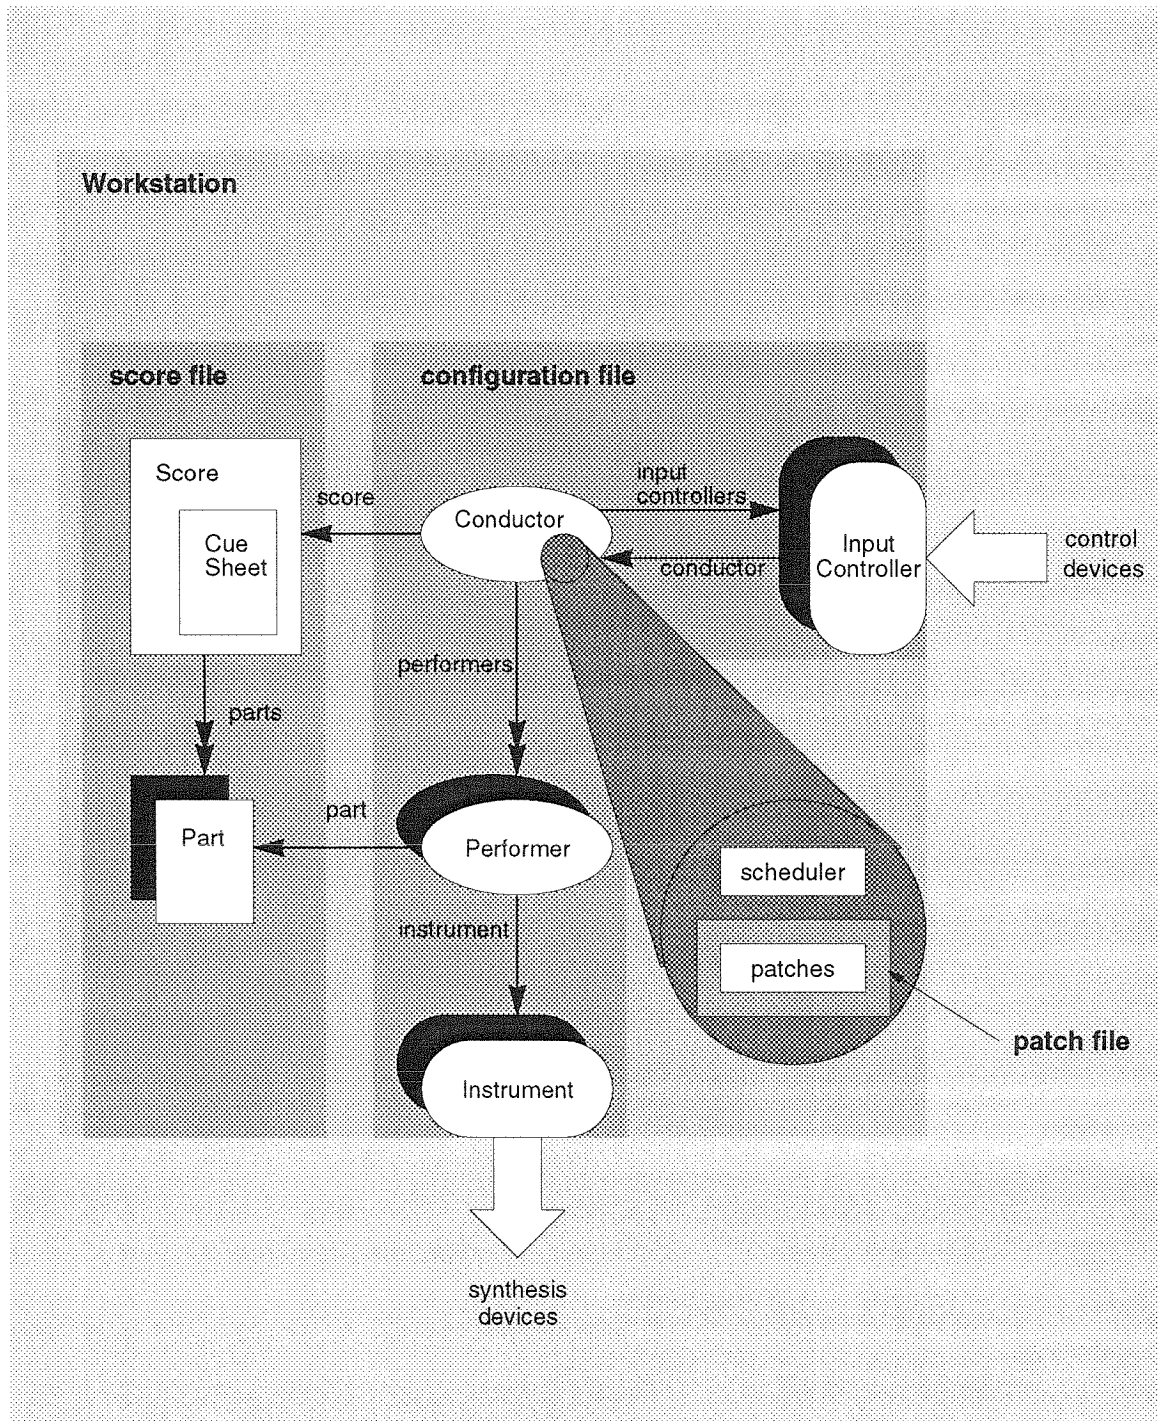 Workstation
score file
configuration file
Score
score
Cue
Sheet
Conductor
input
controllers
conductor
Input
Controller
control
devices
performers
parts
part
Part
Performer
scheduler
instrument
patches
patch file
Instrument
synthesis
devices